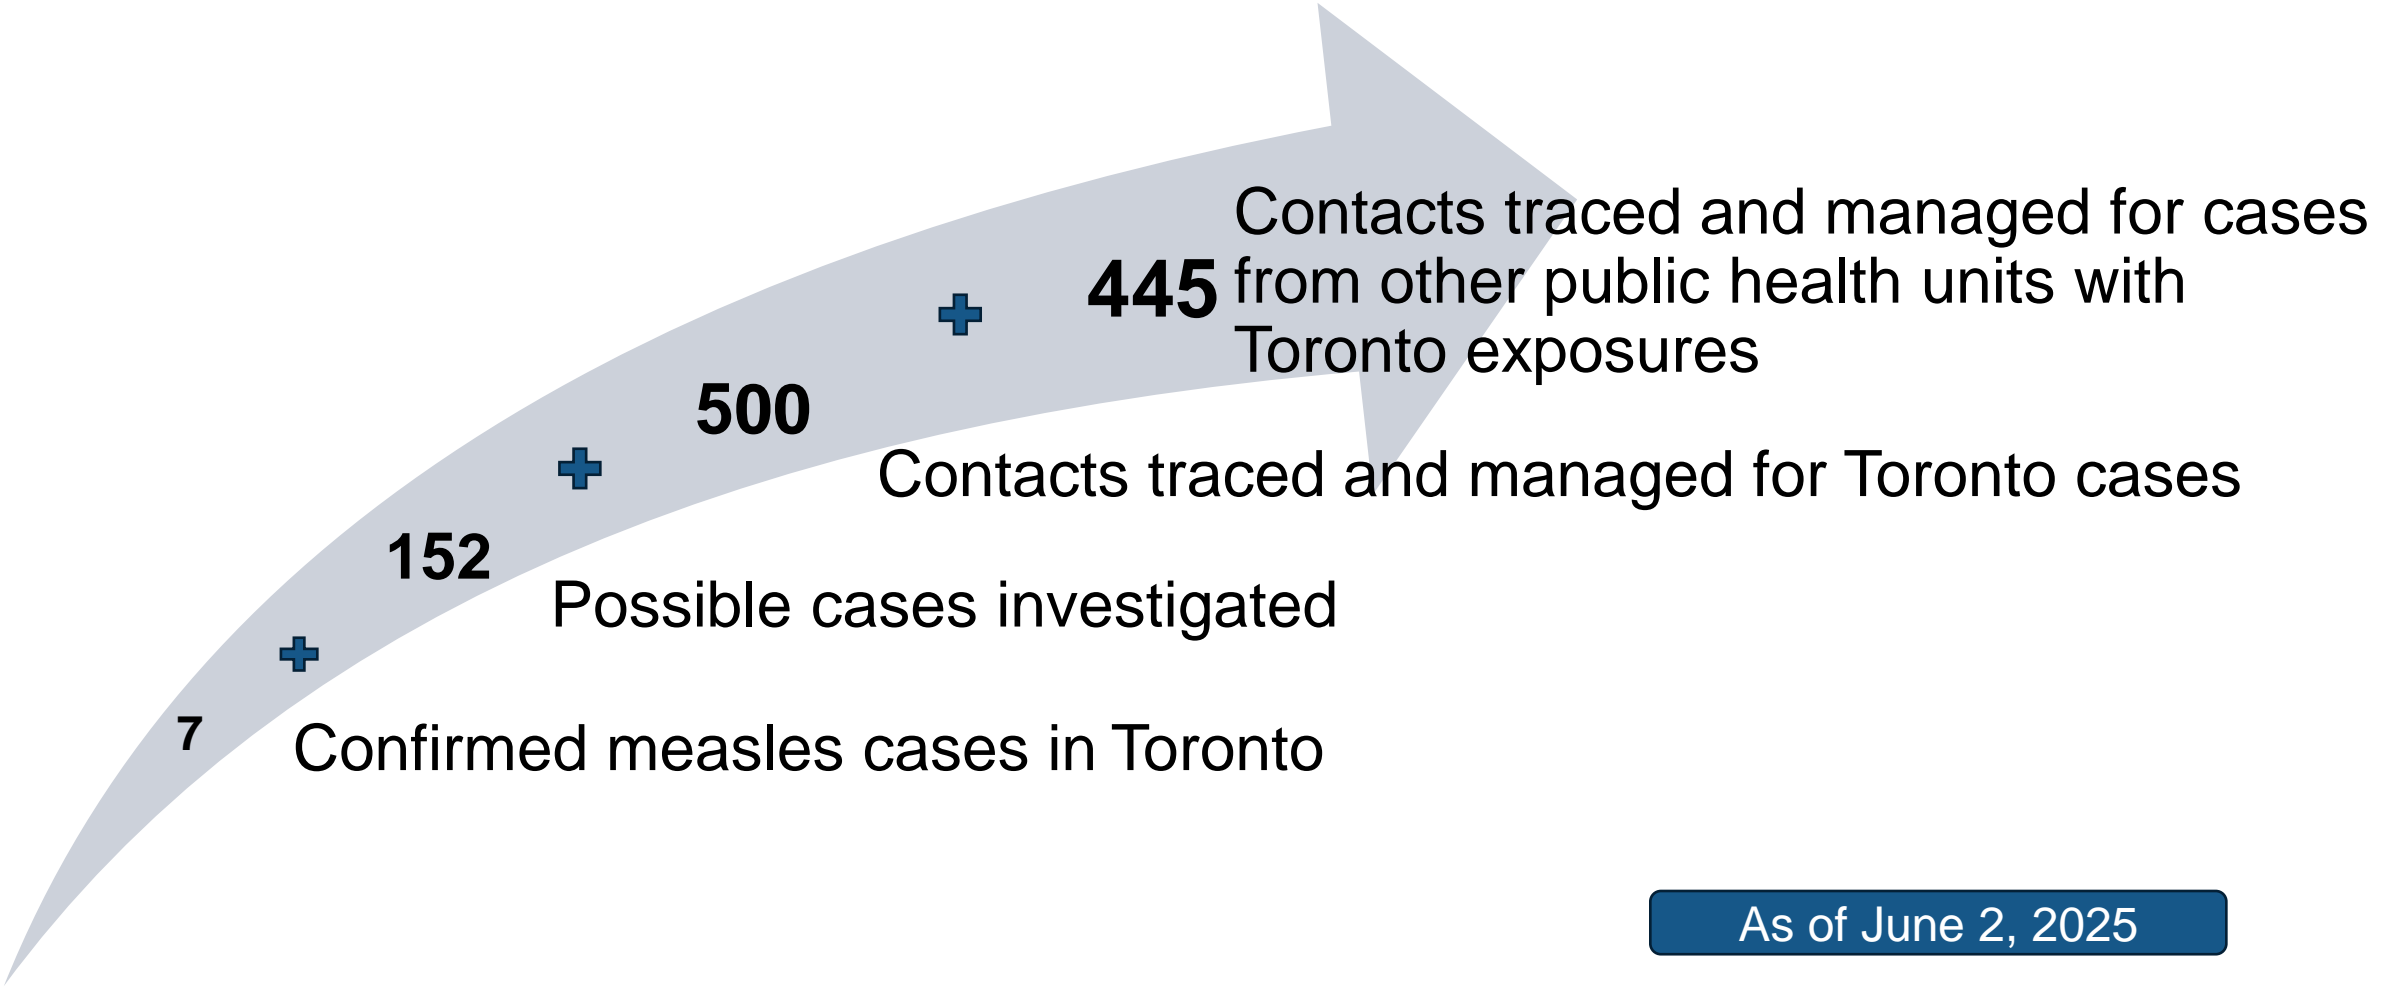 Contacts traced and managed for cases
445 from other public health units with
Toronto exposures
500
Contacts traced and managed for Toronto cases
152
Possible cases investigated
7
Confirmed measles cases in Toronto
As of June 2, 2025